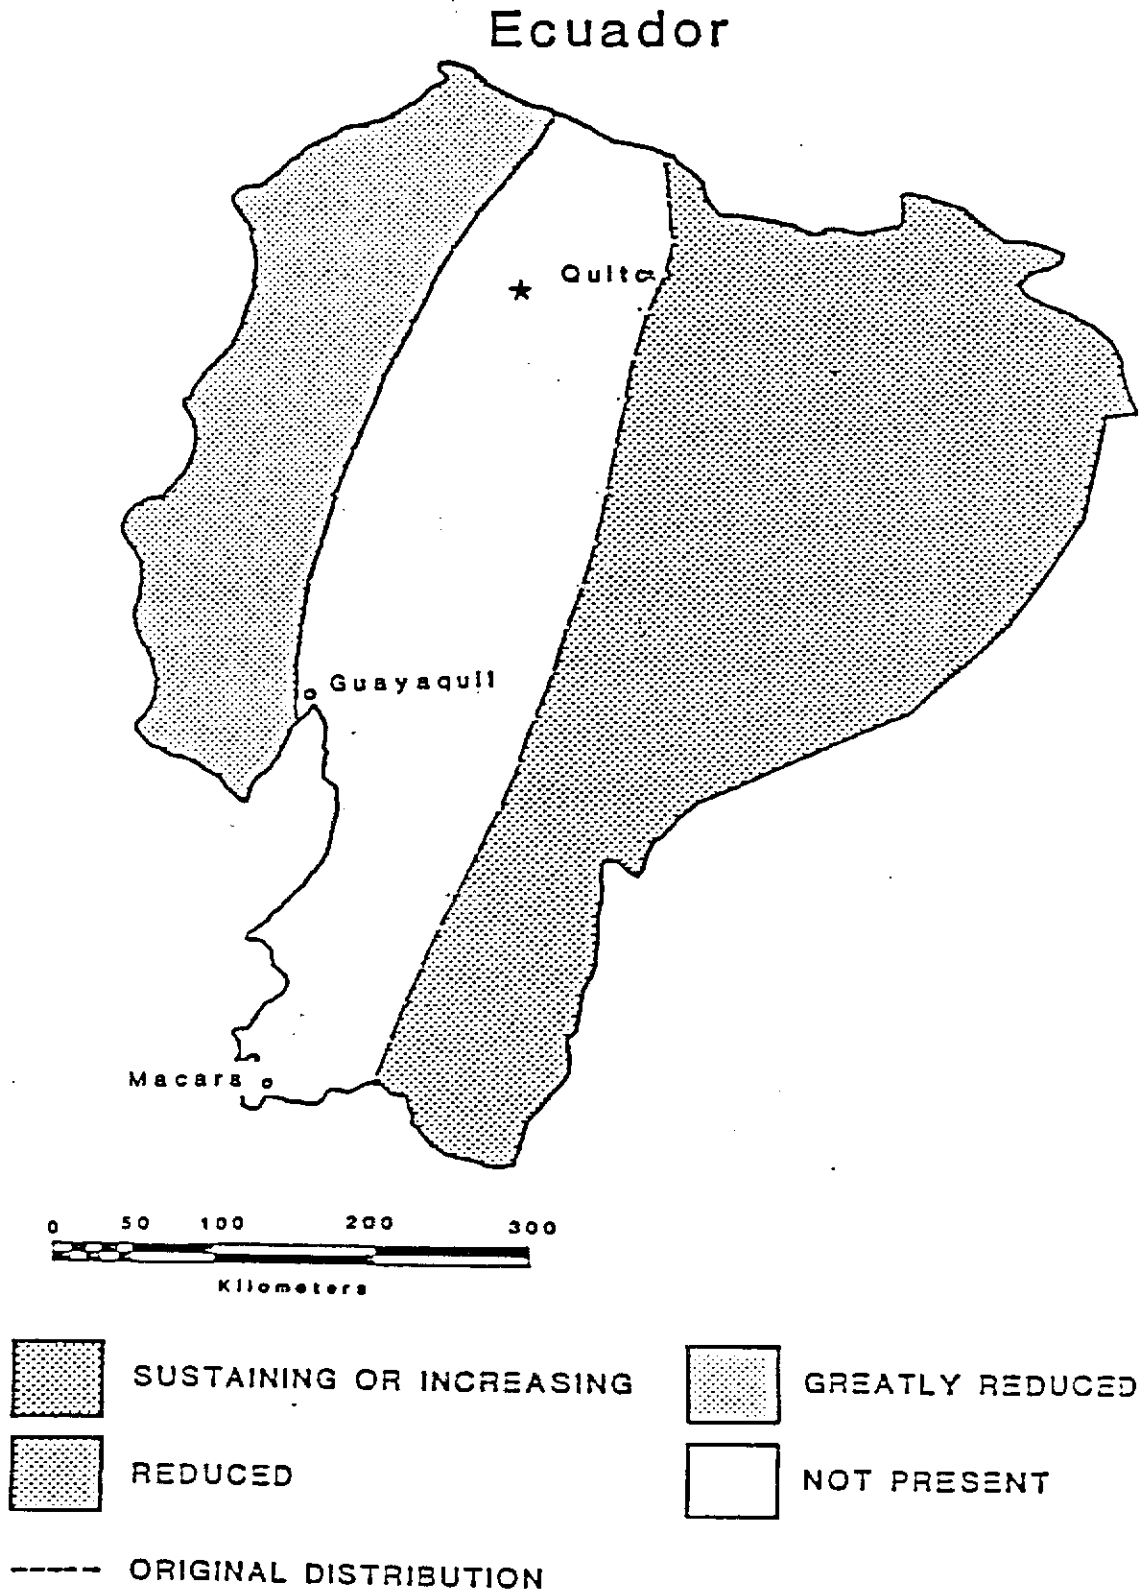 Ecuador
Quito
Guayaquil
Macara
0 50 100 200 300
Kilometers
SUSTAINING OR INCREASING
GREATLY REDUCED
REDUCED
NOT PRESENT
ORIGINAL DISTRIBUTION